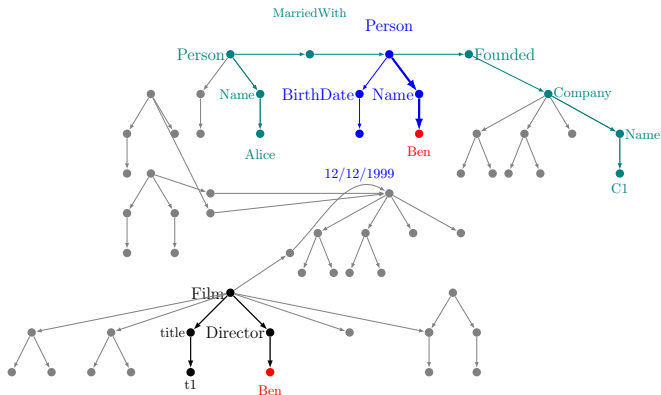 MarriedWith
Person
Person
Founded
Name
BirthDate
Name
Company
Alice
Ben
Name
12/12/1999
C1
Film
title
Director
t1
Ben